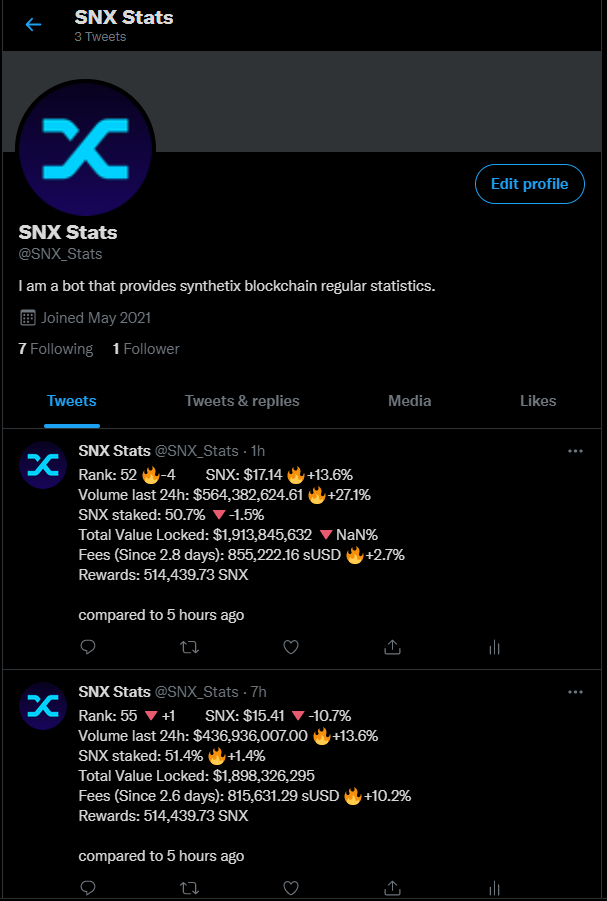 SNX Stats
3 Tweets
Edit profile
SNX Stats
@SNX_Stats
I am a bot that provides synthetix blockchain regular statistics.
Joined May 2021
7 Following 1 Follower
Tweets Tweets & replies Media Likes
SNX Stats @SNX_Stats · 1h
Rank: 52 🔥-4 SNX: $17.14 🔥+13.6%
Volume last 24h: $564,382,624.61 🔥+27.1%
SNX staked: 50.7% 🔻-1.5%
Total Value Locked: $1,913,845,632 🔻NaN%
Fees (Since 2.8 days): 855,222.16 sUSD 🔥+2.7%
Rewards: 514,439.73 SNX
compared to 5 hours ago
SNX Stats @SNX_Stats · 7h
Rank: 55 🔻+1 SNX: $15.41 🔻-10.7%
Volume last 24h: $436,936,007.00 🔥+13.6%
SNX staked: 51.4% 🔥+1.4%
Total Value Locked: $1,898,326,295
Fees (Since 2.6 days): 815,631.29 sUSD 🔥+10.2%
Rewards: 514,439.73 SNX
compared to 5 hours ago